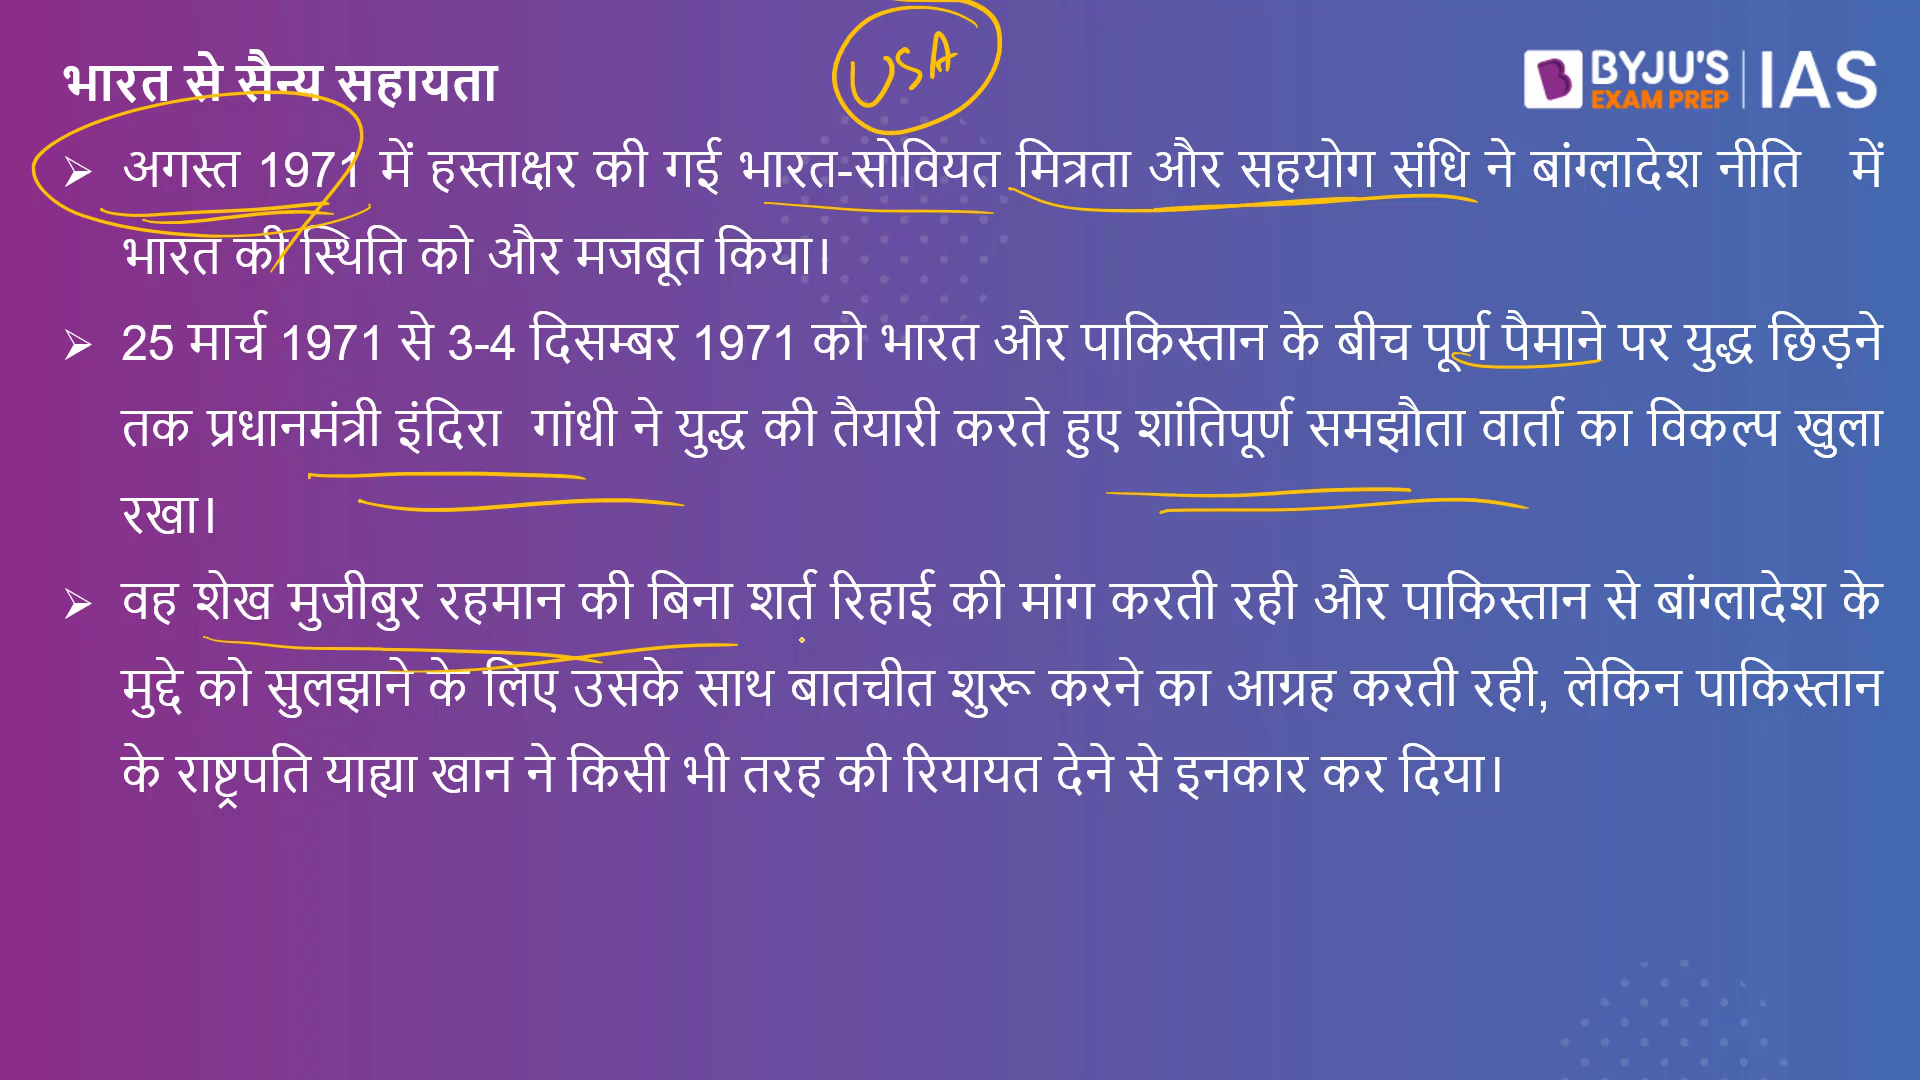 USA
भारत से सैन्य सहायता
BYJU'S
EXAM PREP
IAS
➢ अगस्त 1971 में हस्ताक्षर की गई भारत-सोवियत मित्रता और सहयोग संधि ने बांग्लादेश नीति में
भारत की स्थिति को और मजबूत किया।
➢ 25 मार्च 1971 से 3-4 दिसम्बर 1971 को भारत और पाकिस्तान के बीच पूर्ण पैमाने पर युद्ध छिड़ने
तक प्रधानमंत्री इंदिरा गांधी ने युद्ध की तैयारी करते हुए शांतिपूर्ण समझौता वार्ता का विकल्प खुला
रखा।
➢ वह शेख मुजीबुर रहमान की बिना शर्त रिहाई की मांग करती रही और पाकिस्तान से बांग्लादेश के
मुद्दे को सुलझाने के लिए उसके साथ बातचीत शुरू करने का आग्रह करती रही, लेकिन पाकिस्तान
के राष्ट्रपति याह्या खान ने किसी भी तरह की रियायत देने से इनकार कर दिया।